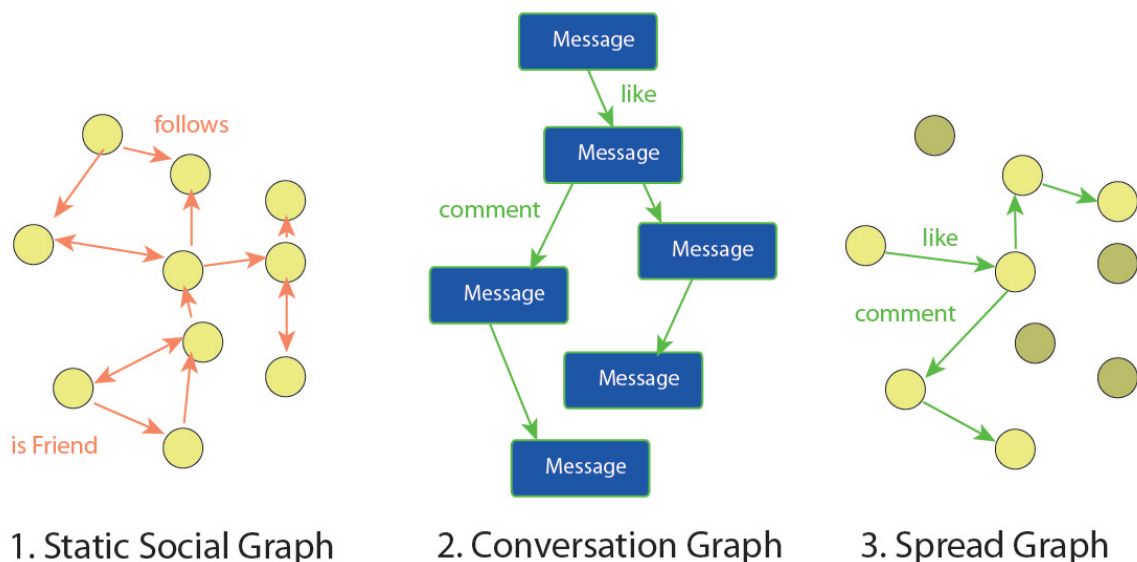 follows
is Friend
1. Static Social Graph
Message
like
Message
comment
Message
Message
Message
Message
2. Conversation Graph
like
comment
3. Spread Graph